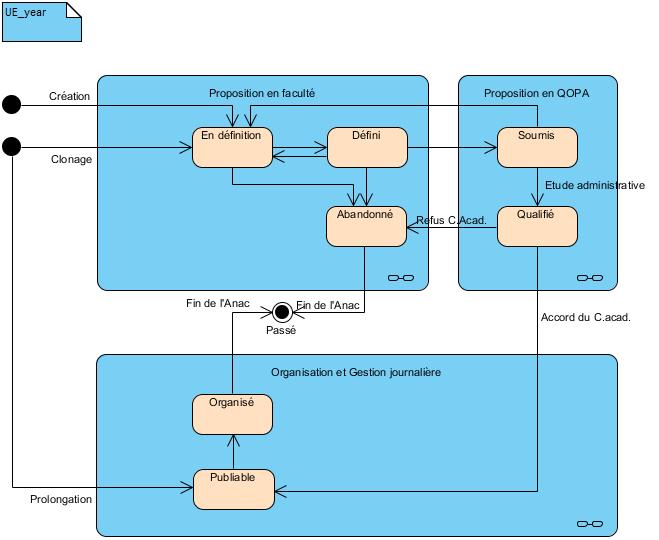 UE_year
Proposition en faculté
Proposition en QOPA
Création
En définition
Défini
Soumis
Clonage
Etude administrative
Abandonné
Refus C.Acad.
Qualifié
Fin de l'Anac
Fin de l'Anac
Passé
Accord du C.acad.
Organisation et Gestion journalière
Organisé
Publiable
Prolongation